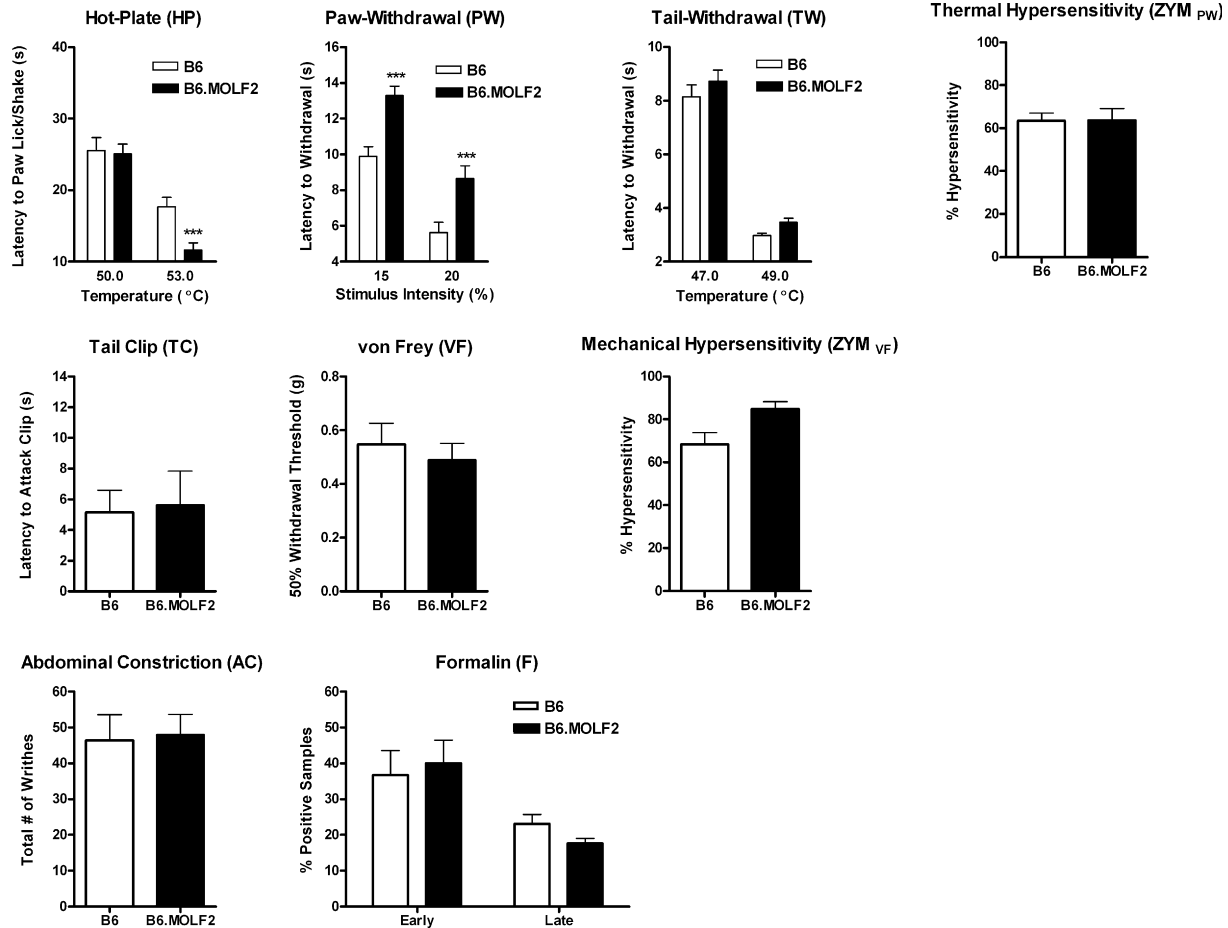 Hot-Plate (HP)
Latency to Paw Lick/Shake (s)
40
30
20
10
B6
B6.MOLF2
***
50.0 53.0
Temperature ( °C)
Paw-Withdrawal (PW)
Latency to Withdrawal (s)
16
14
12
10
8
6
4
B6
B6.MOLF2
***
***
15 20
Stimulus Intensity (%)
Tail-Withdrawal (TW)
Latency to Withdrawal (s)
10
8
6
4
2
B6
B6.MOLF2
47.0 49.0
Temperature ( °C)
Thermal Hypersensitivity (ZYM PW)
% Hypersensitivity
100
80
60
40
20
0
B6 B6.MOLF2
Tail Clip (TC)
Latency to Attack Clip (s)
14
12
10
8
6
4
2
0
B6 B6.MOLF2
von Frey (VF)
50% Withdrawal Threshold (g)
0.8
0.6
0.4
0.2
0.0
B6 B6.MOLF2
Mechanical Hypersensitivity (ZYM VF)
% Hypersensitivity
100
80
60
40
20
0
B6 B6.MOLF2
Abdominal Constriction (AC)
Total # of Writhes
60
50
40
30
20
10
0
B6 B6.MOLF2
Formalin (F)
% Positive Samples
60
50
40
30
20
10
0
B6
B6.MOLF2
Early Late